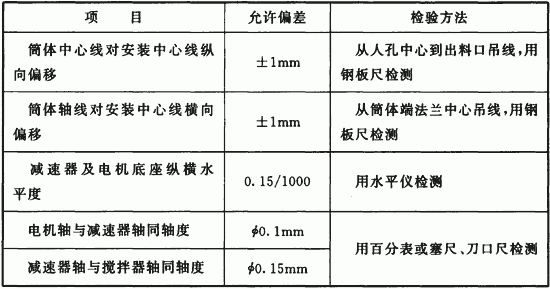 项 目 允许偏差 检验方法
筒体中心线对安装中心线纵
向偏移
±1mm
从人孔中心到出料口吊线,用
钢板尺检测
筒体轴线对安装中心线横向
偏移
±1mm
从筒体端法兰中心吊线,用钢
板尺检测
减速器及电机底座纵横水
平度
0.15/1000
用水平仪检测
电机轴与减速器轴同轴度
ϕ0.1mm
用百分表或塞尺、刀口尺检测
减速器轴与搅拌器轴同轴度
ϕ0.15mm